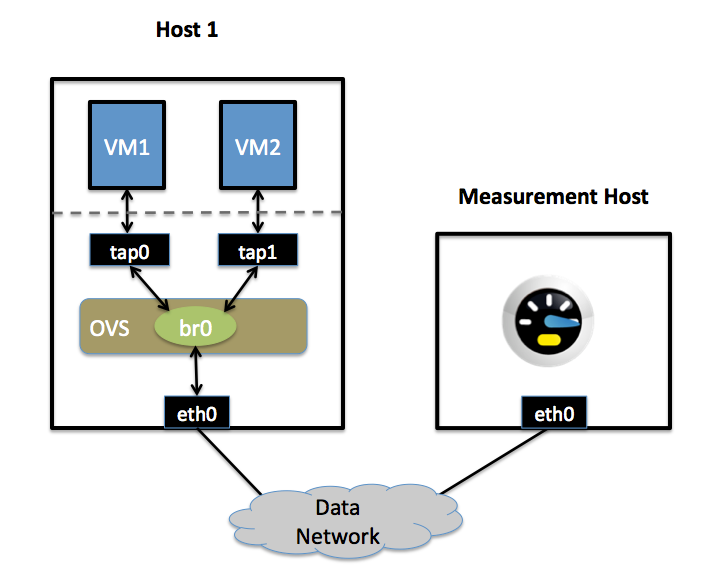 Host 1
VM1
VM2
Measurement Host
tap0
tap1
OVS
br0
eth0
eth0
Data
Network